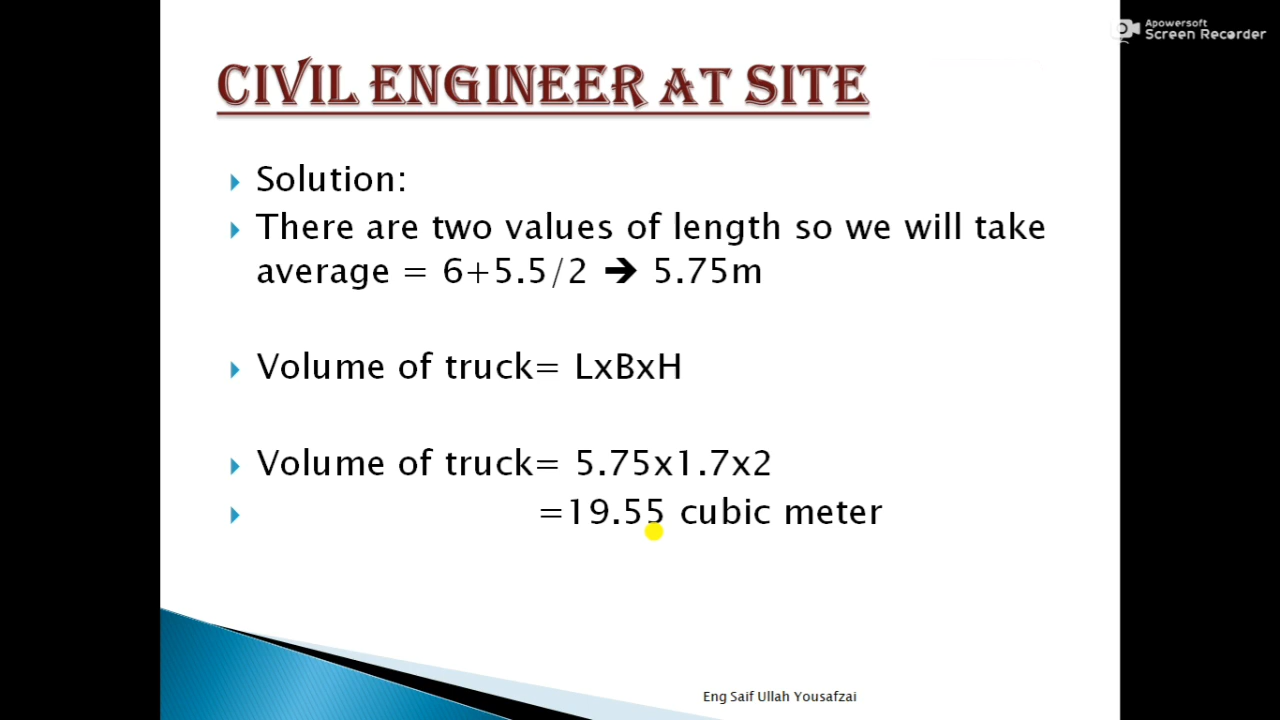 Apowersoft
Screen Recorder
CIVIL ENGINEER AT SITE
Solution:
There are two values of length so we will take
average = 6+5.5/2 ➔ 5.75m
Volume of truck= LxBxH
Volume of truck= 5.75x1.7x2
=19.55 cubic meter
Eng Saif Ullah Yousafzai